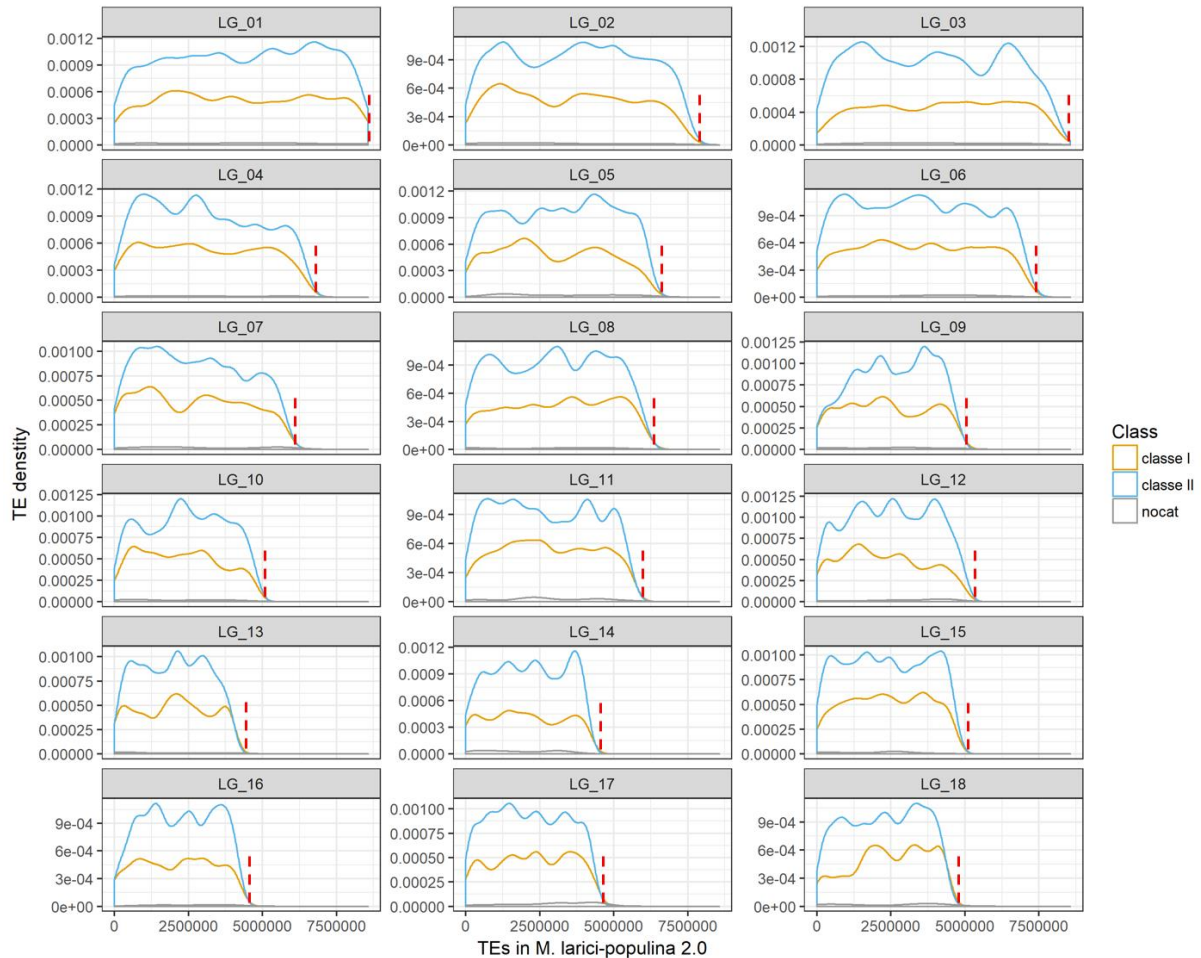 LG_01 LG_02 LG_03
0.0012 0.0009 0.0006 0.0003 0.0000
9e-04 6e-04 3e-04 0e+00
0.0012 0.0008 0.0004 0.0000
LG_04 LG_05 LG_06
0.0012 0.0009 0.0006 0.0003 0.0000
0.0012 0.0009 0.0006 0.0003 0.0000
9e-04 6e-04 3e-04 0e+00
LG_07 LG_08 LG_09
0.00100 0.00075 0.00050 0.00025 0.00000
9e-04 6e-04 3e-04 0e+00
0.00125 0.00100 0.00075 0.00050 0.00025 0.00000
TE denstity
Class
classe I
classe II
nocat
LG_10 LG_11 LG_12
0.00125 0.00100 0.00075 0.00050 0.00025 0.00000
9e-04 6e-04 3e-04 0e+00
0.00125 0.00100 0.00075 0.00050 0.00025 0.00000
LG_13 LG_14 LG_15
0.00100 0.00075 0.00050 0.00025 0.00000
0.0012 0.0009 0.0006 0.0003 0.0000
0.00100 0.00075 0.00050 0.00025 0.00000
LG_16 LG_17 LG_18
9e-04 6e-04 3e-04 0e+00
0.00100 0.00075 0.00050 0.00025 0.00000
9e-04 6e-04 3e-04 0e+00
0 2500000 5000000 7500000 0 2500000 5000000 7500000 0 2500000 5000000 7500000
TEs in M. larici-populina 2.0